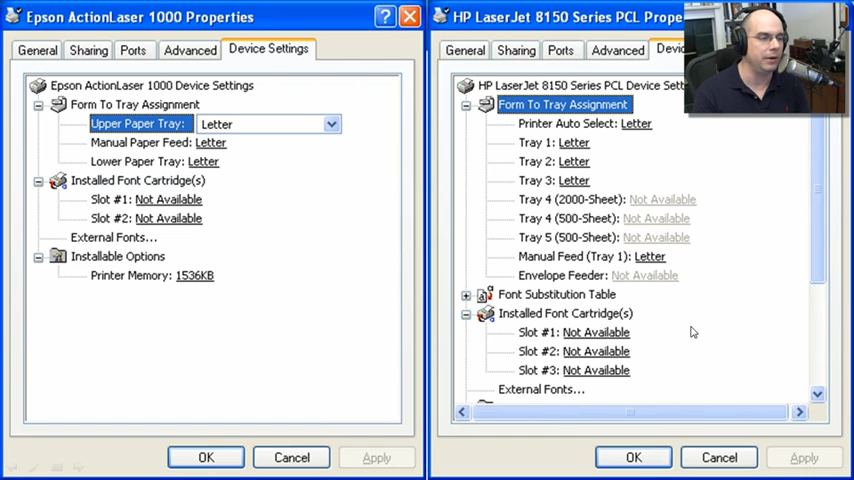 Epson ActionLaser 1000 Properties
General Sharing Ports Advanced Device Settings
Epson ActionLaser 1000 Device Settings
Form To Tray Assignment
Upper Paper Tray: Letter
Manual Paper Feed: Letter
Lower Paper Tray: Letter
Installed Font Cartridge(s)
Slot #1: Not Available
Slot #2: Not Available
External Fonts...
Installable Options
Printer Memory: 1536KB
OK Cancel Apply
HP LaserJet 8150 Series PCL Prope
General Sharing Ports Advanced Devic
HP LaserJet 8150 Series PCL Device Sett
Form To Tray Assignment
Printer Auto Select: Letter
Tray 1: Letter
Tray 2: Letter
Tray 3: Letter
Tray 4 (2000-Sheet): Not Available
Tray 4 (500-Sheet): Not Available
Tray 5 (500-Sheet): Not Available
Manual Feed (Tray 1): Letter
Envelope Feeder: Not Available
Font Substitution Table
Installed Font Cartridge(s)
Slot #1: Not Available
Slot #2: Not Available
Slot #3: Not Available
External Fonts...
OK Cancel Apply